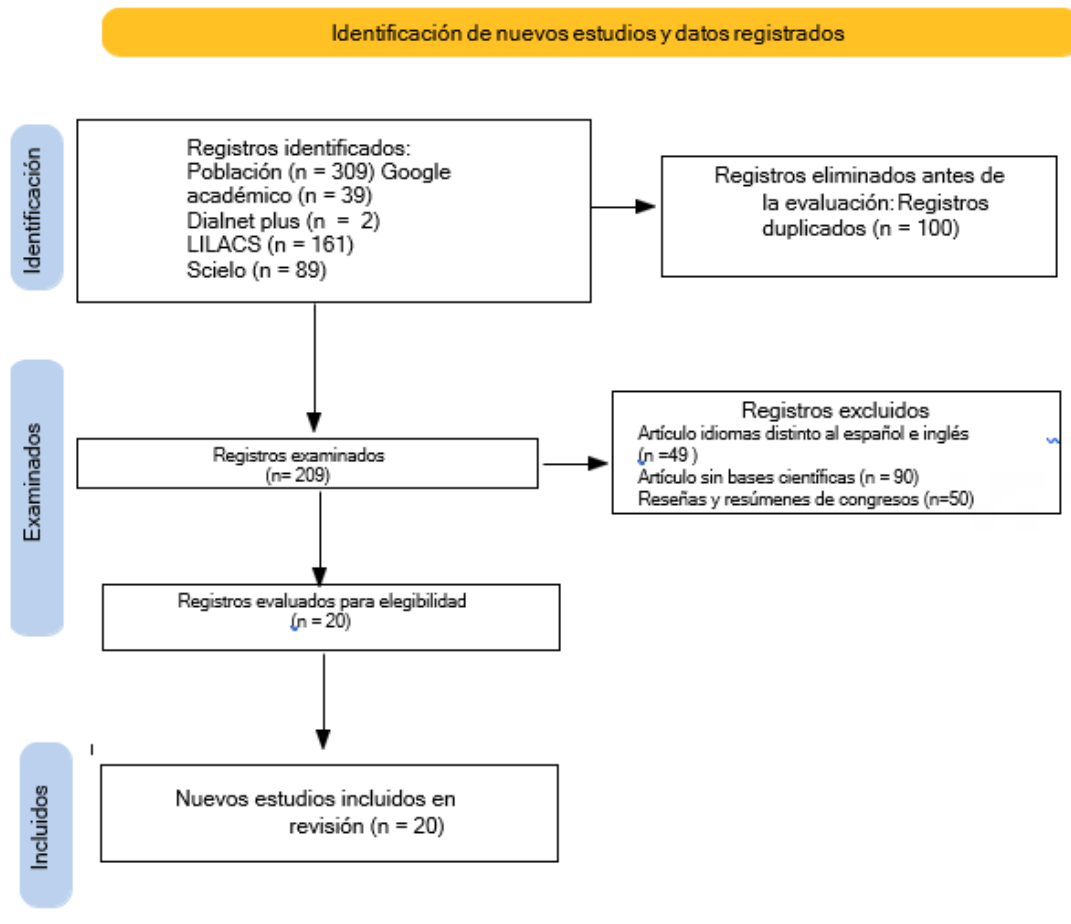 Identificación de nuevos estudios y datos registrados
Identificación
Registros identificados:
Población (n = 309) Google
académico (n = 39)
Dialnet plus (n = 2)
LILACS (n = 161)
Scielo (n = 89)
Registros eliminados antes de
la evaluación: Registros
duplicados (n = 100)
Examinados
Registros examinados
(n= 209)
Registros excluidos
Artículo idiomas distinto al español e inglés
(n =49 )
Artículo sin bases científicas (n = 90)
Reseñas y resúmenes de congresos (n=50)
Registros evaluados para elegibilidad
(n = 20)
Incluidos
Nuevos estudios incluidos en
revisión (n = 20)